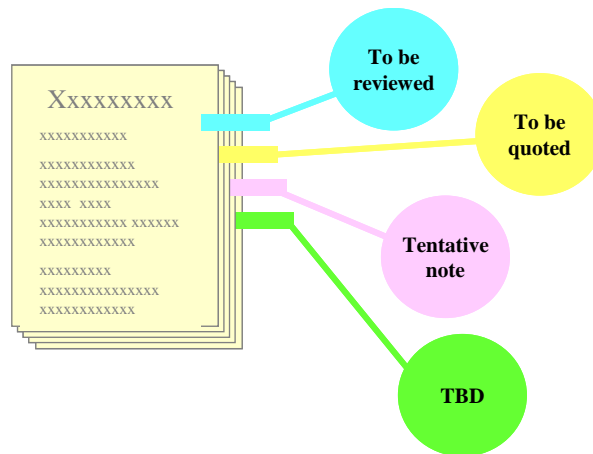 Xxxxxxxxx
xxxxxxxxxxx
xxxxxxxxxxxx
xxxxxxxxxxxxxxx
xxxx xxxx
xxxxxxxxxxx xxxxxx
xxxxxxxxxxxx
xxxxxxxxx
xxxxxxxxxxxxxxx
xxxxxxxxxxxx
To be
reviewed
To be
quoted
Tentative
note
TBD